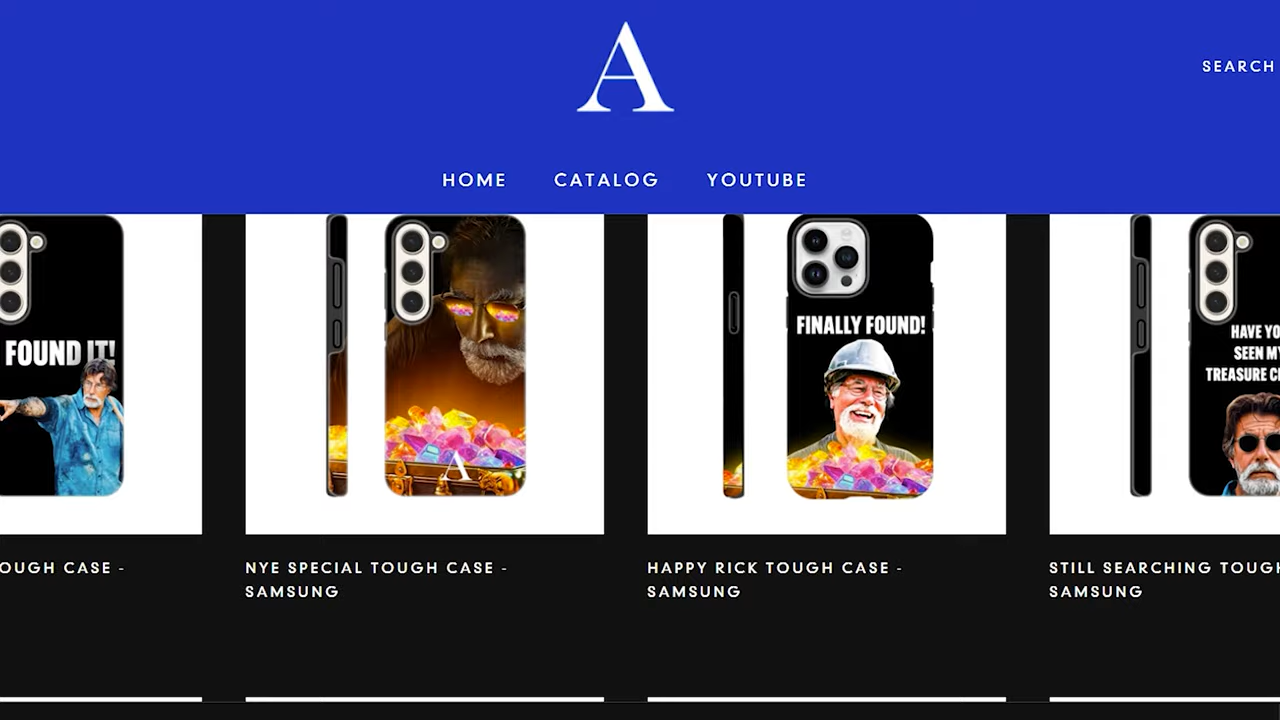 A
SEARCH
HOME CATALOG YOUTUBE
FOUND IT!
A
FINALLY FOUND!
HAVE YO
SEEN MY
TREASURE C
OUGH CASE -
NYE SPECIAL TOUGH CASE -
SAMSUNG
HAPPY RICK TOUGH CASE -
SAMSUNG
STILL SEARCHING TOUG
SAMSUNG